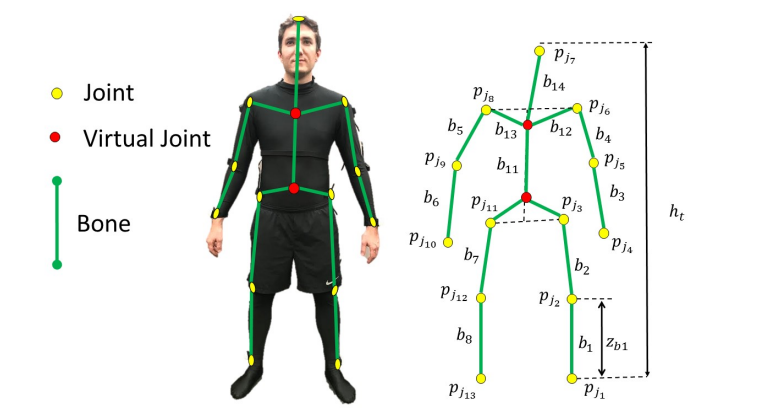 Joint
Virtual Joint
Bone
p_{j_7}
b_{14}
p_{j_8}
p_{j_6}
b_5
b_{13}
b_{12}
b_4
p_{j_9}
b_{11}
p_{j_5}
b_6
b_3
p_{j_{11}}
p_{j_3}
h_t
p_{j_{10}}
p_{j_4}
b_7
b_2
p_{j_{12}}
p_{j_2}
b_8
b_1
z_{b1}
p_{j_{13}}
p_{j_1}